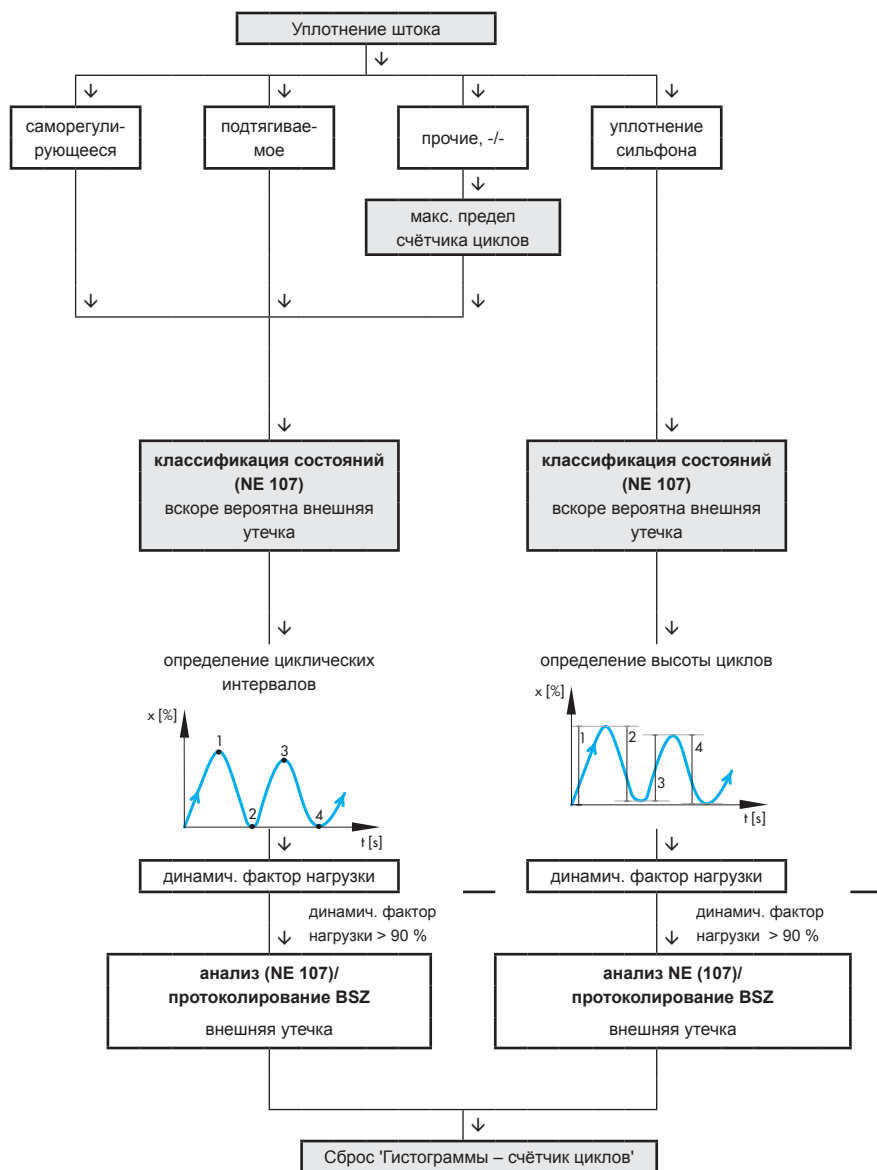 Уплотнение штока
саморегули-
рующееся
подтягивае-
мое
прочие, -/-
уплотнение
сильфона
макс. предел
счётчика циклов
классификация состояний
(NE 107)
вскоре вероятна внешняя
утечка
классификация состояний
(NE 107)
вскоре вероятна внешняя
утечка
определение циклических
интервалов
x [%]
1
3
2
4
t [s]
определение высоты циклов
x [%]
1
2
4
3
t [s]
динамич. фактор нагрузки
динамич. фактор нагрузки
динамич. фактор
нагрузки > 90 %
динамич. фактор
нагрузки > 90 %
анализ (NE 107)/
протоколирование BSZ
внешняя утечка
анализ NE (107)/
протоколирование BSZ
внешняя утечка
Сброс 'Гистограммы – счётчик циклов'